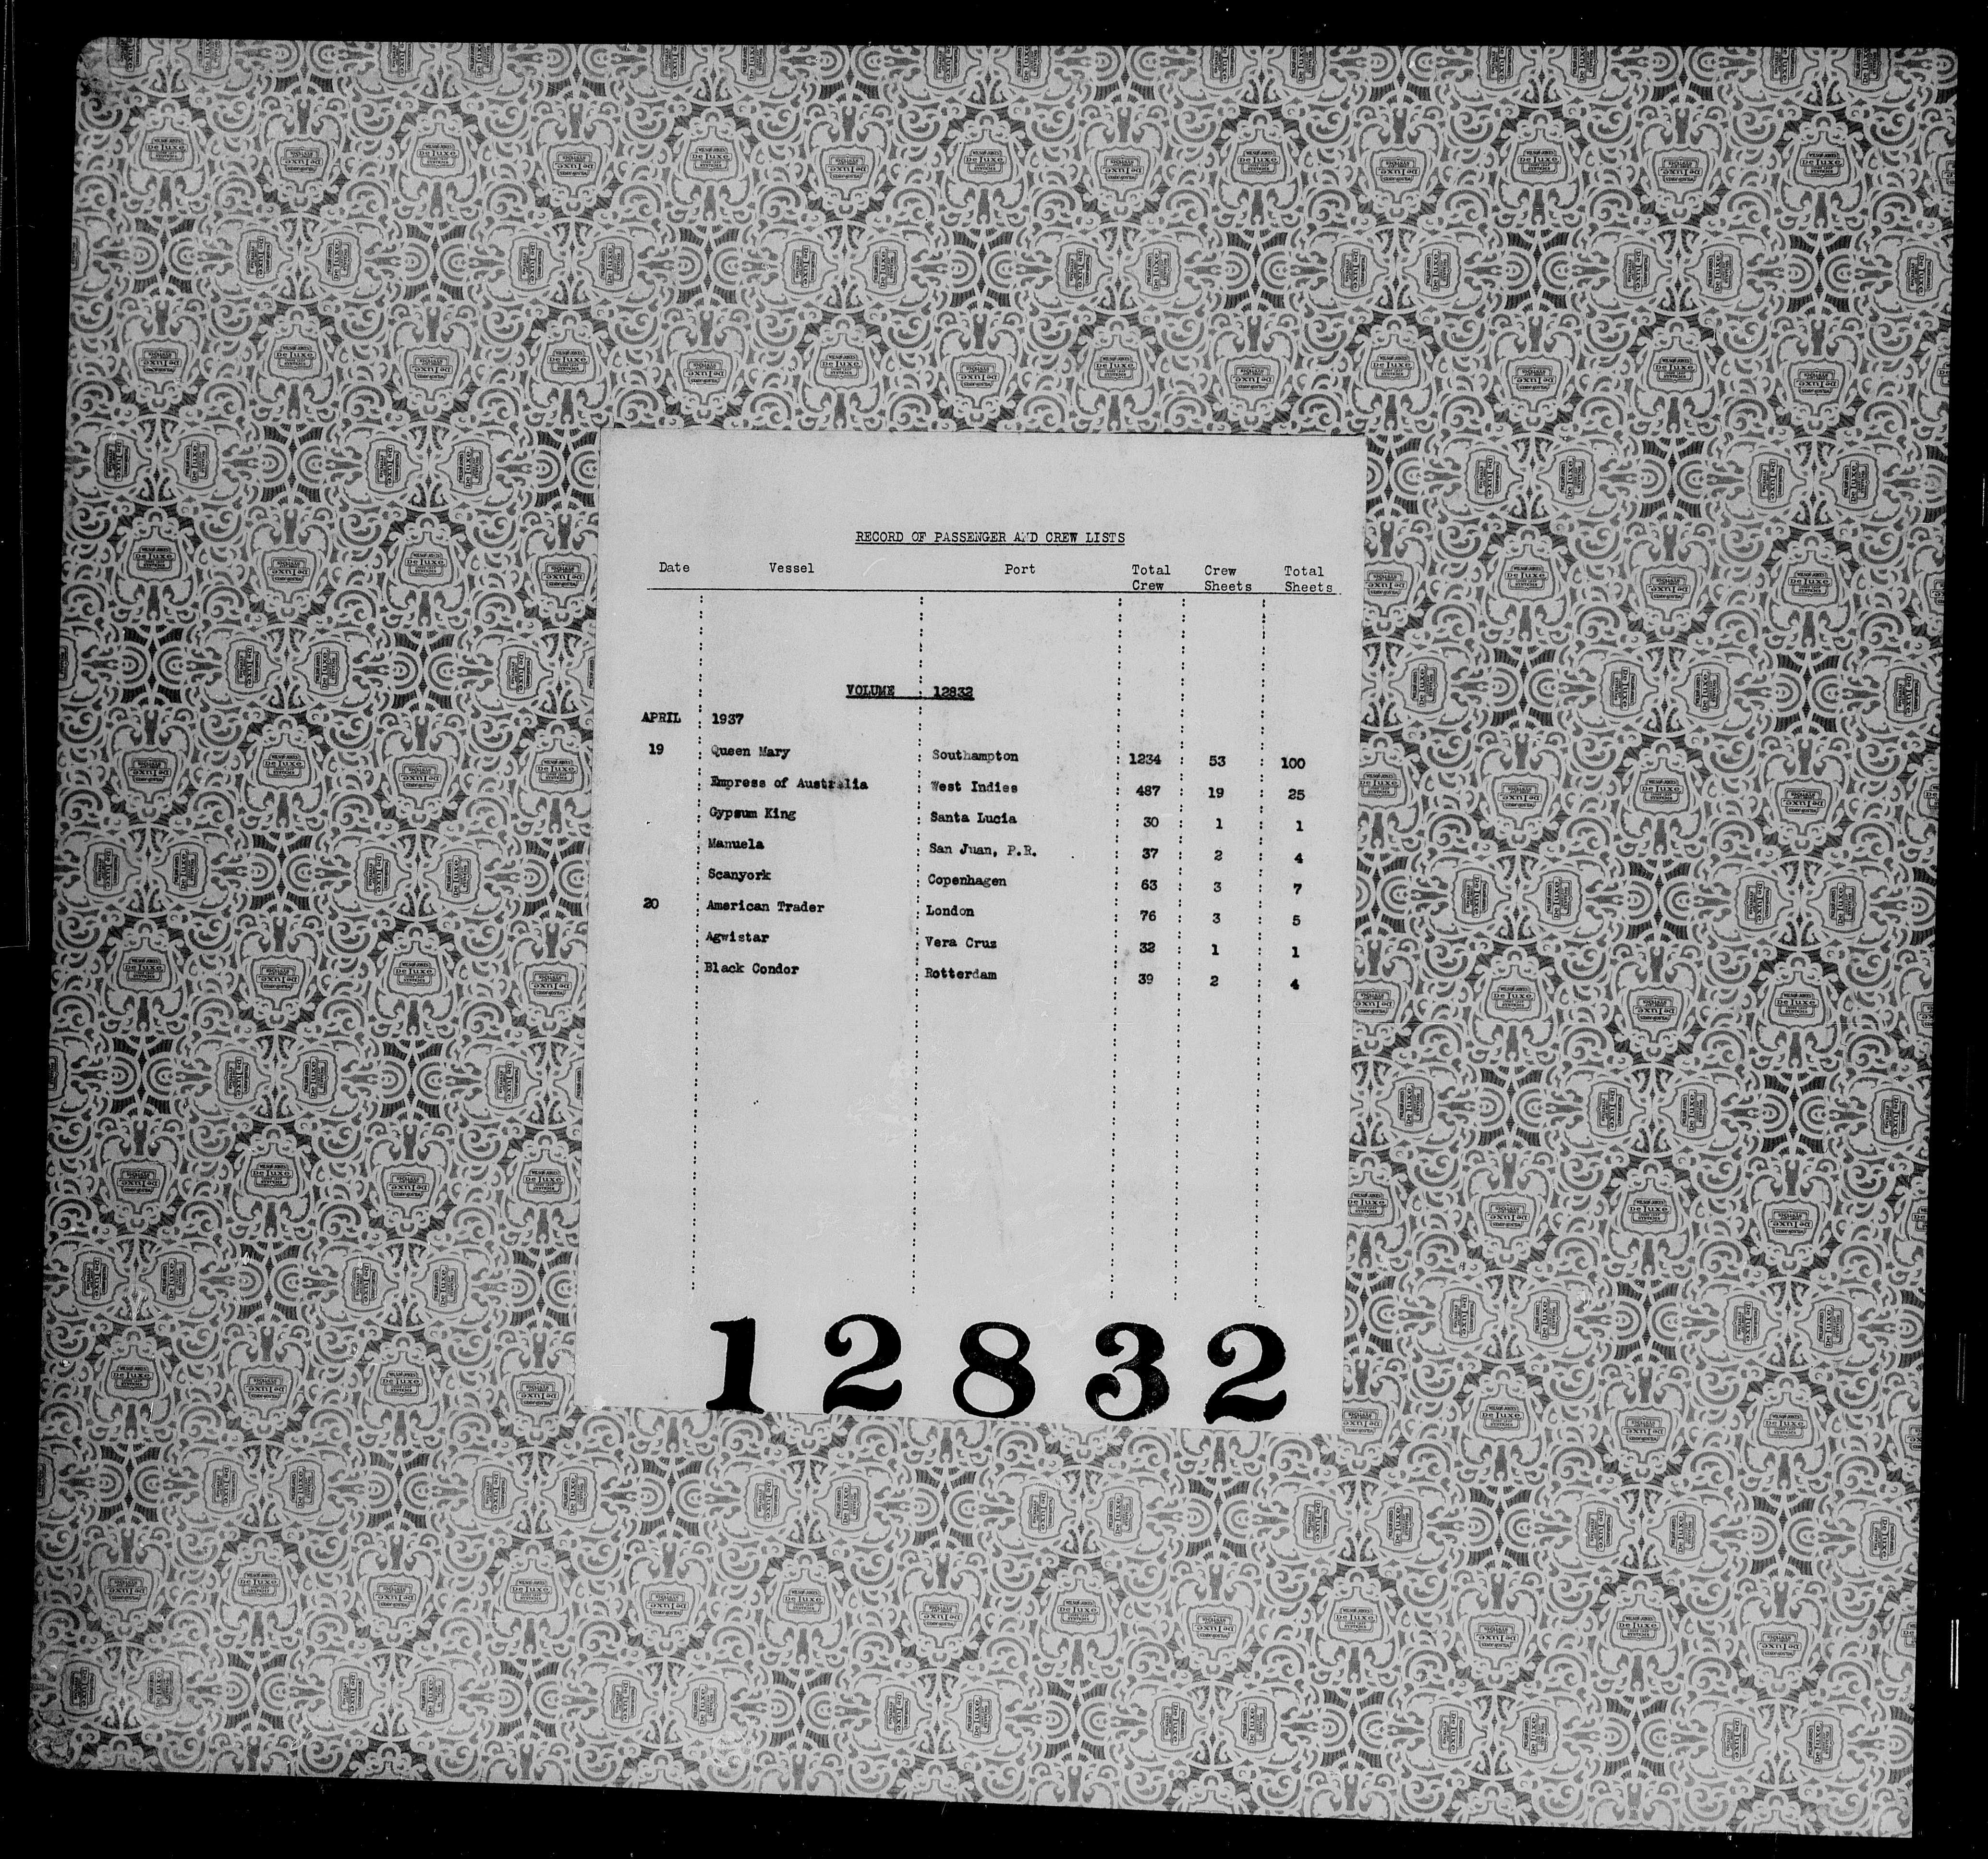 RECORD OF PASSENGER AND CREW LISTS
Date Vessel Port Total Crew Crew Sheets Total Sheets
VOLUME 12832
APRIL 1937
19 Queen Mary Southampton 1234 53 100
Empress of Australia West Indies 487 19 25
Gypsum King Santa Lucia 30 1 1
Manuela San Juan, P.R. 37 2 4
Scanyork Copenhagen 63 3 7
20 American Trader London 76 3 5
Agwistar Vera Cruz 32 1 1
Black Condor Rotterdam 39 2 4
12832